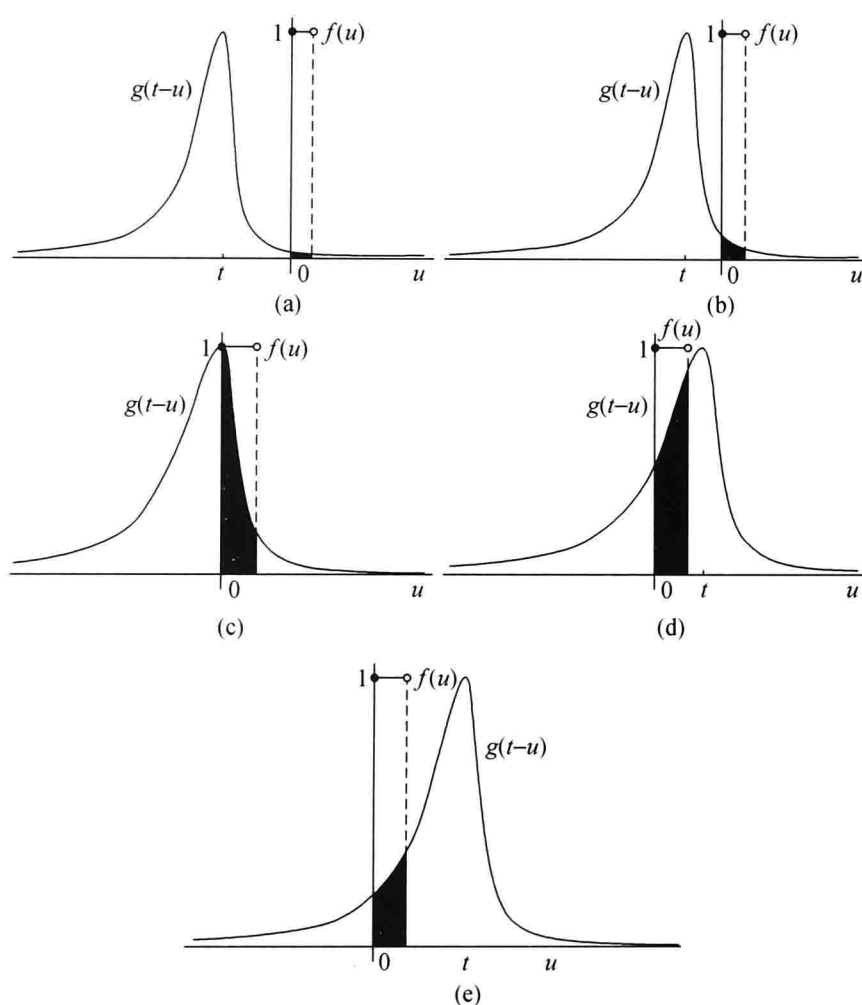 1 f(u) 1 f(u)
g(t–u) g(t–u)
t 0 u t 0 u
(a) (b)
1 f(u) f(u) 1
g(t–u) g(t–u)
0 u 0 t u
(c) (d)
1 f(u)
g(t–u)
0 t u
(e)